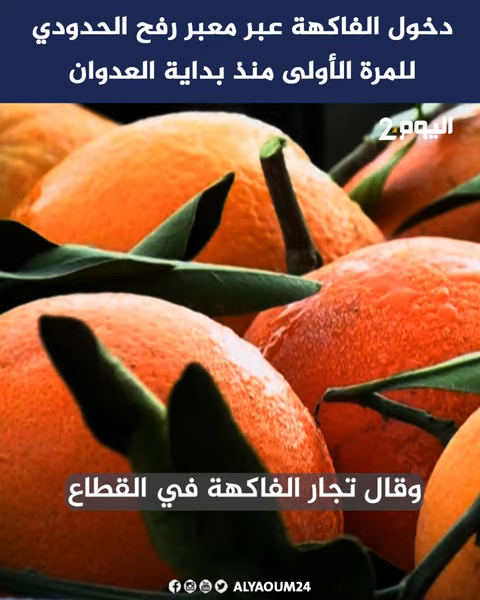 دخول الفاكهة عبر معبر رفح الحدودي
للمرة الأولى منذ بداية العدوان
اليوم24
وقال تجار الفاكهة في القطاع
ALYAOUM24